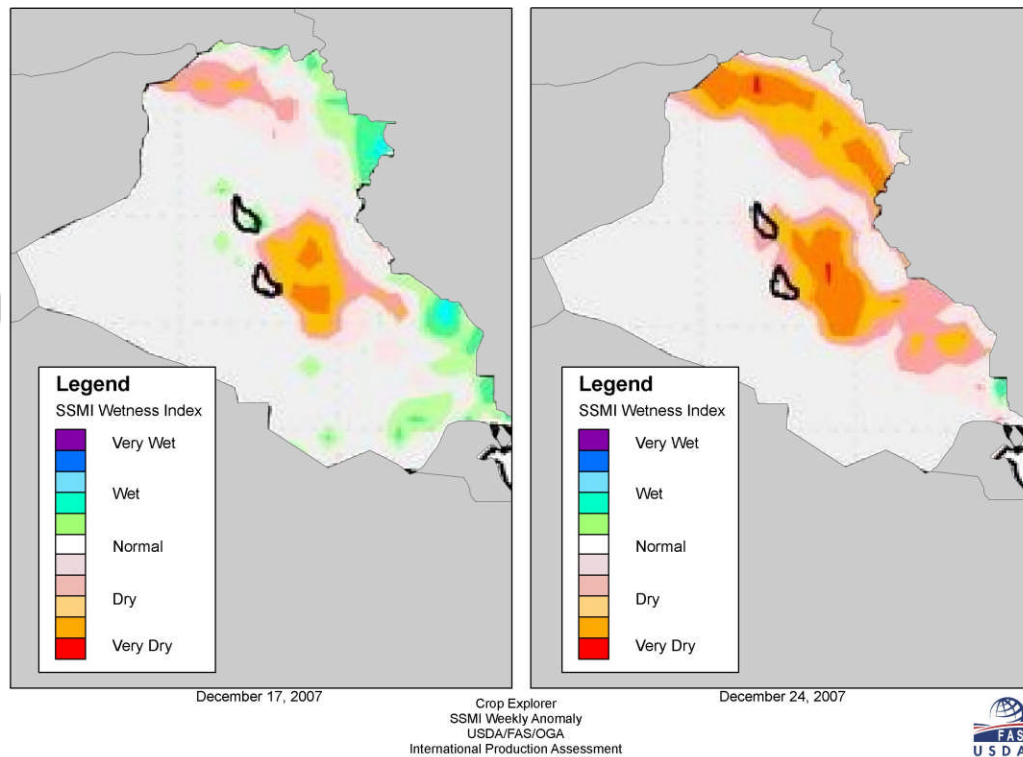 Legend
SSMI Wetness Index
Very Wet
Wet
Normal
Dry
Very Dry
December 17, 2007
Legend
SSMI Wetness Index
Very Wet
Wet
Normal
Dry
Very Dry
December 24, 2007
Crop Explorer
SSMI Weekly Anomaly
USDA/FAS/OGA
International Production Assessment
FAS
USDA